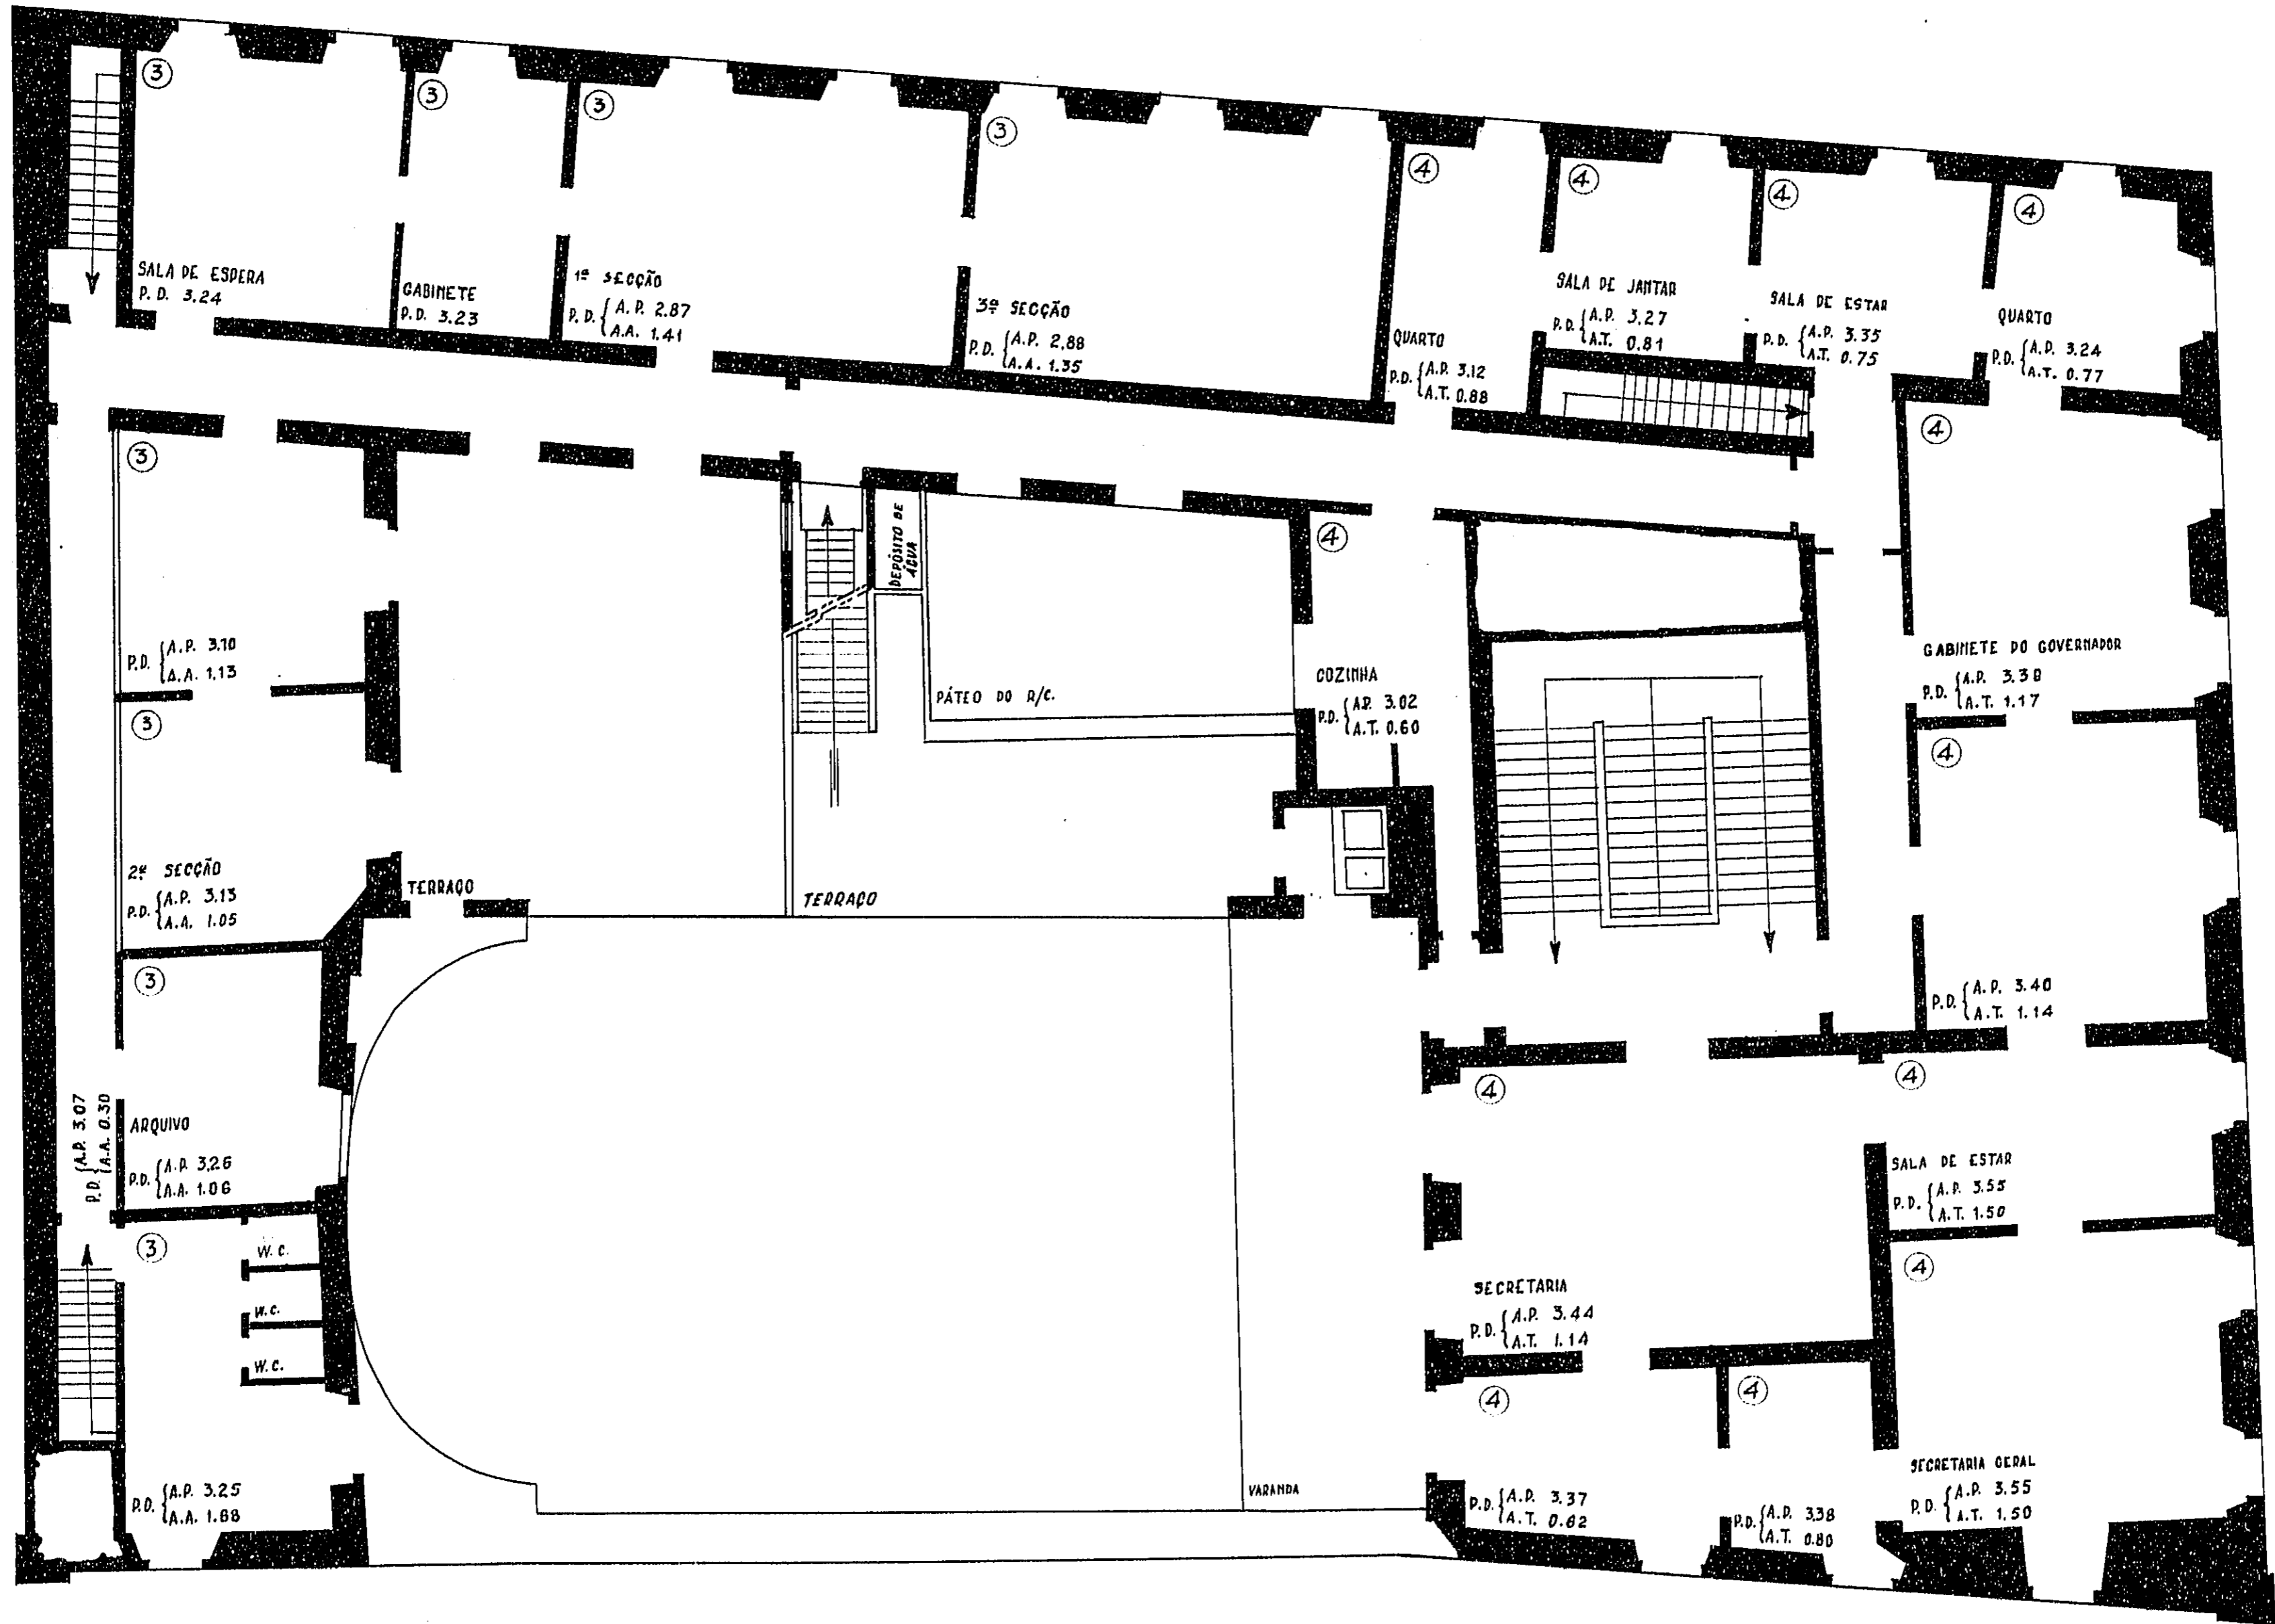 3
3
3
3
4
4
4
4
SALA DE ESPERA
P. D. 3.24
GABINETE
P. D. 3.23
1ª SECÇÃO
P. D. { A. P. 2.87
A.A. 1.41
3ª SECÇÃO
P.D. { A.P. 2.88
A.A. 1.35
QUARTO
P.D. { A.P. 3.12
A.T. 0.88
SALA DE JANTAR
P.D. { A.P. 3.27
A.T. 0.81
SALA DE ESTAR
P.D. { A.P. 3.35
A.T. 0.75
QUARTO
P.D. { A.P. 3.24
A.T. 0.77
3
4
4
DEPÓSITO DE
ÁGUA
P.D. { A.P. 3.10
A.A. 1.13
PÁTEO DO R/C.
COZINHA
P.D. { A.P. 3.02
A.T. 0.60
GABINETE DO GOVERNADOR
P.D. { A.P. 3.38
A.T. 1.17
3
4
2ª SECÇÃO
P.D. { A.P. 3.13
A.A. 1.05
TERRAÇO
TERRAÇO
3
P.D. { A.P. 3.40
A.T. 1.14
4
4
P.D. { A.P. 3.07
A.A. 0.30
ARQUIVO
P.D. { A.P. 3.26
A.A. 1.06
SALA DE ESTAR
P.D. { A.P. 3.55
A.T. 1.50
3
W. C.
W. C.
W. C.
4
SECRETARIA
P.D. { A.P. 3.44
A.T. 1.14
4
4
P.D. { A.P. 3.25
A.A. 1.88
VARANDA
P.D. { A.P. 3.37
A.T. 0.62
P.D. { A.P. 3.38
A.T. 0.80
SECRETARIA GERAL
P. D. { A.P. 3.55
A.T. 1.50